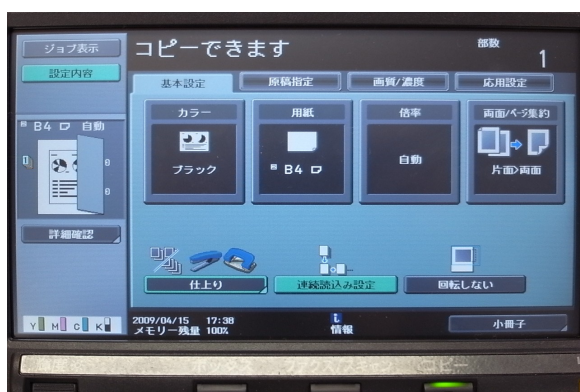 ジョブ表示
設定内容
コピーできます
部数
1
基本設定
原稿指定
画質/濃度
応用設定
B4 自動
カラー
ブラック
用紙
B4
倍率
自動
両面/ページ集約
片面>両面
詳細確認
仕上り
連続読込み設定
回転しない
Y M C K
2009/04/15 17:38
メモリー残量 100%
情報
小冊子